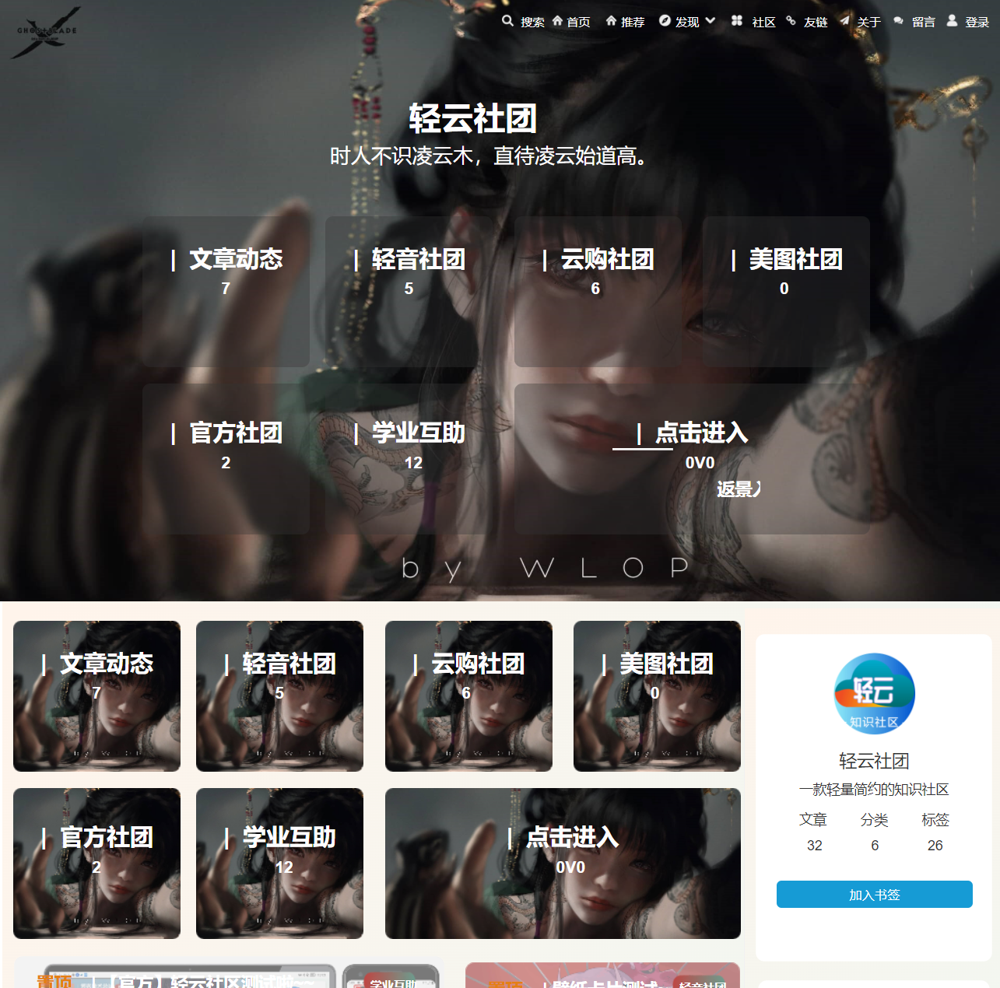 GHOSTBLADE
搜索 首页 推荐 发现 社区 友链 关于 留言 登录
轻云社团
时人不识凌云木，直待凌云始道高。
| 文章动态
7
| 轻音社团
5
| 云购社团
6
| 美图社团
0
| 官方社团
2
| 学业互助
12
| 点击进入
0V0
返景入
by WLOP
| 文章动态
7
| 轻音社团
5
| 云购社团
6
| 美图社团
0
| 官方社团
2
| 学业互助
12
| 点击进入
0V0
轻云
知识社区
轻云社团
一款轻量简约的知识社区
文章 分类 标签
32 6 26
加入书签
置顶 |【官方】轻云社区测试啦~~
学业互助
置顶 | 壁纸卡片测试~
轻音社团